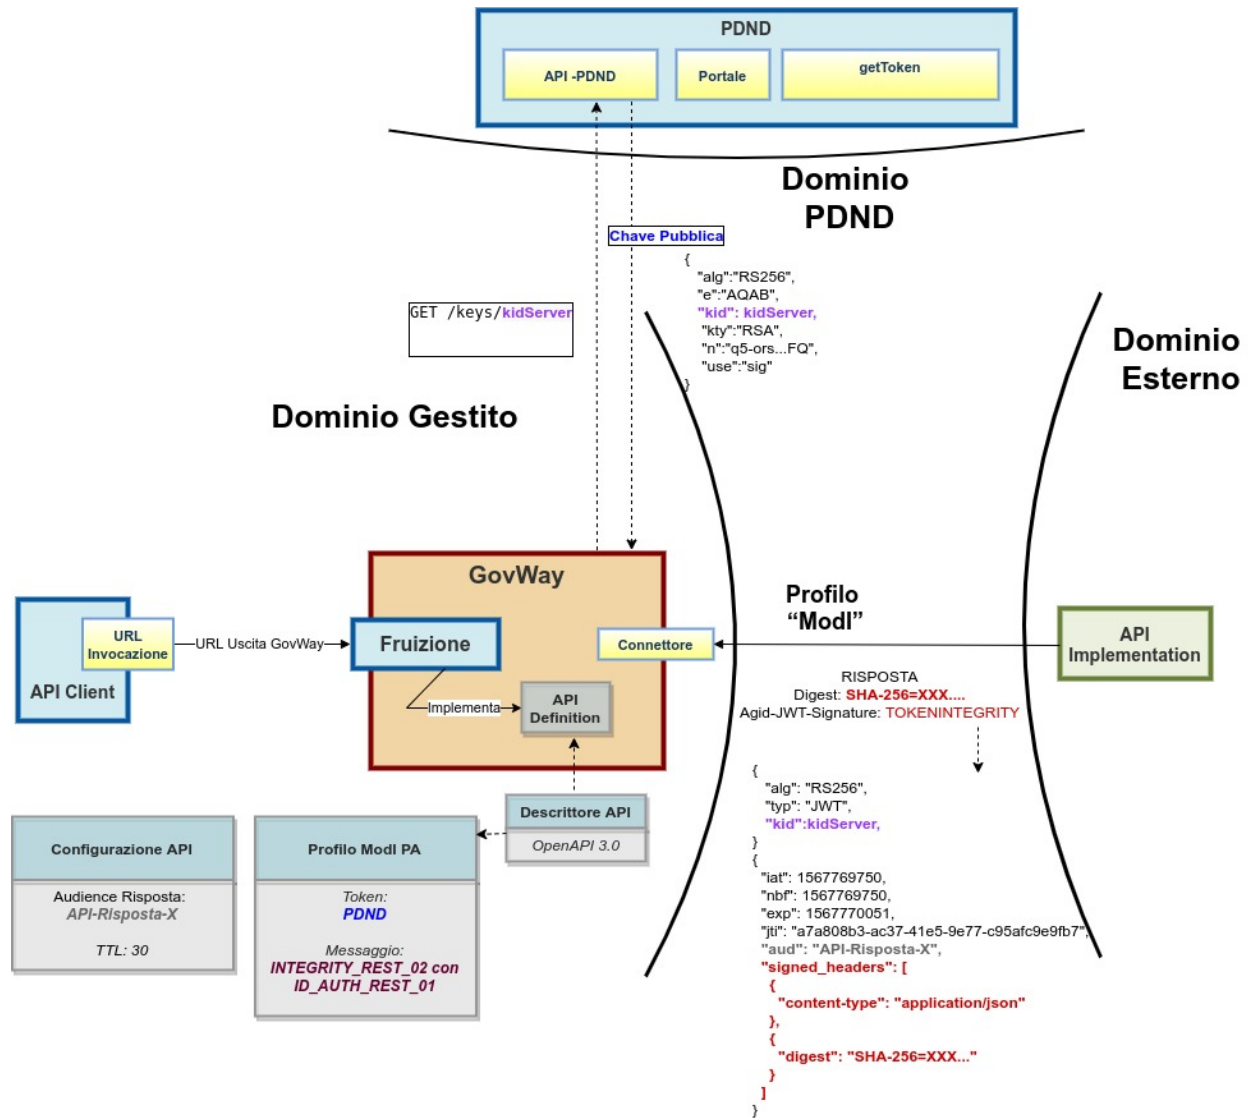 PDND
API -PDND
Portale
getToken
Dominio
PDND
Chave Pubblica
{
"alg":"RS256",
"e":"AQAB",
"kid": kidServer,
"kty":"RSA",
"n":"q5-ors...FQ",
"use":"sig"
}
GET /keys/kidServer
Dominio
Esterno
Dominio Gestito
GovWay
URL
Invocazione
API Client
URL Uscita GovWay
Fruizione
Connettore
Implementa
API
Definition
Profilo
“ModI”
API
Implementation
RISPOSTA
Digest: SHA-256=XXX....
Agid-JWT-Signature: TOKENINTEGRITY
{
"alg": "RS256",
"typ": "JWT",
"kid":kidServer,
}
{
"iat": 1567769750,
"nbf": 1567769750,
"exp": 1567770051,
"jti": "a7a808b3-ac37-41e5-9e77-c95afc9e9fb7",
"aud": "API-Risposta-X",
"signed_headers": [
{
"content-type": "application/json"
},
{
"digest": "SHA-256=XXX..."
}
]
}
Descrittore API
OpenAPI 3.0
Configurazione API
Audience Risposta:
API-Risposta-X
TTL: 30
Profilo ModI PA
Token:
PDND
Messaggio:
INTEGRITY_REST_02 con
ID_AUTH_REST_01